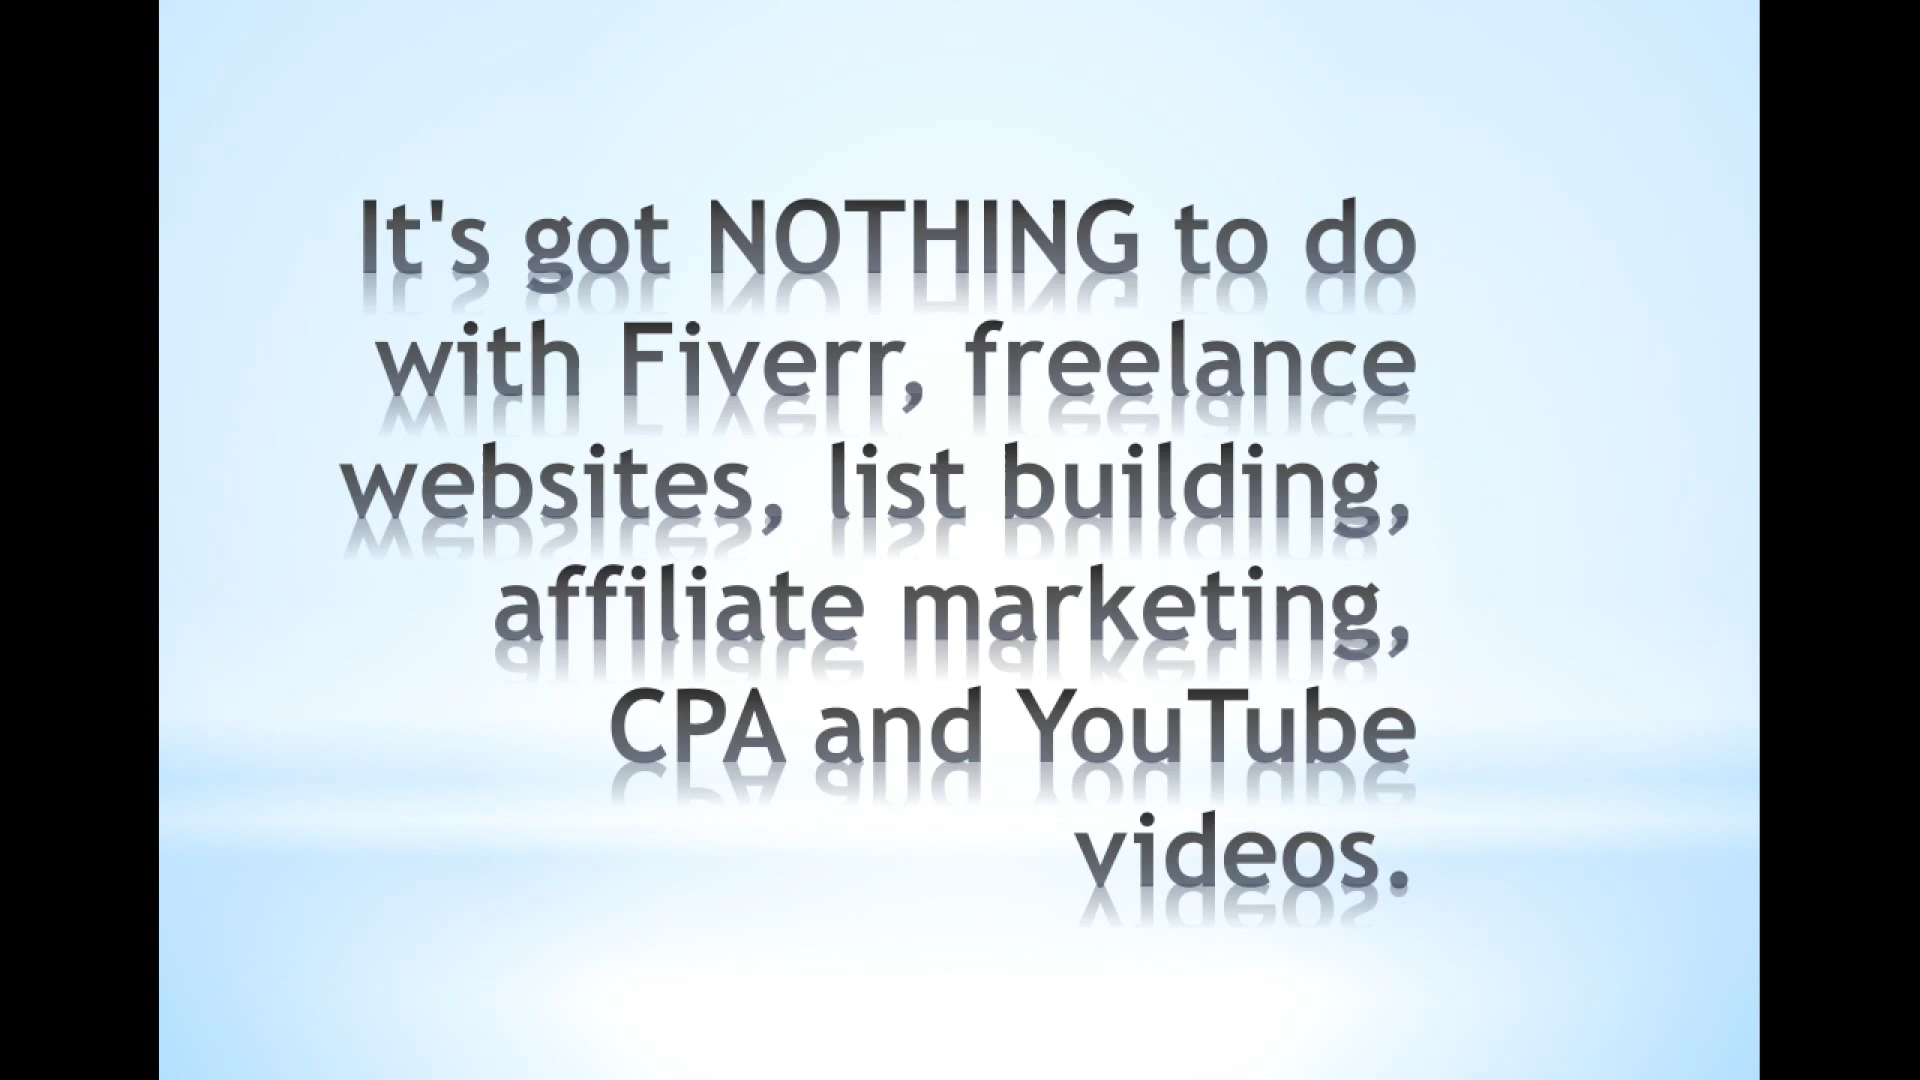 It's got NOTHING to do
with Fiverr, freelance
websites, list building,
affiliate marketing,
CPA and YouTube
videos.